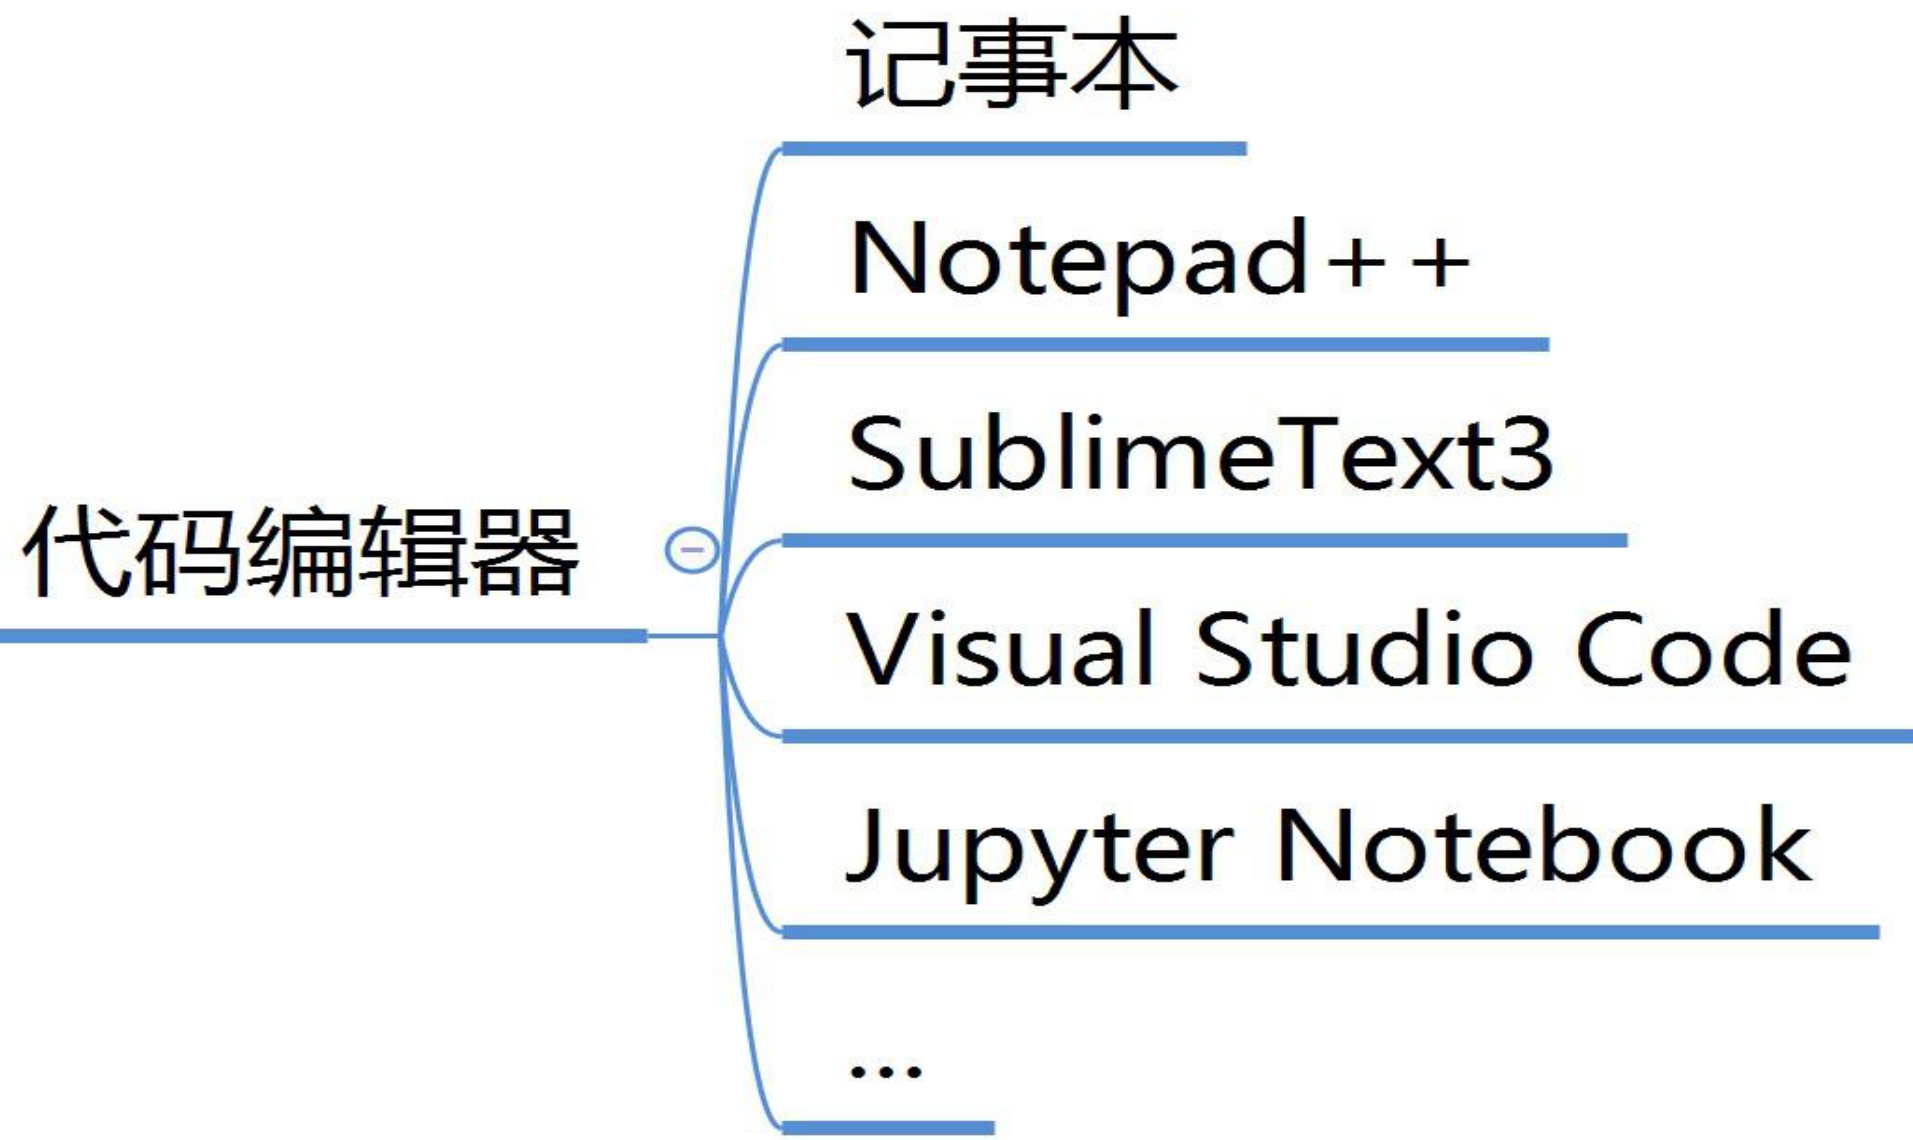 记事本
Notepad++
SublimeText3
代码编辑器
Visual Studio Code
Jupyter Notebook
...